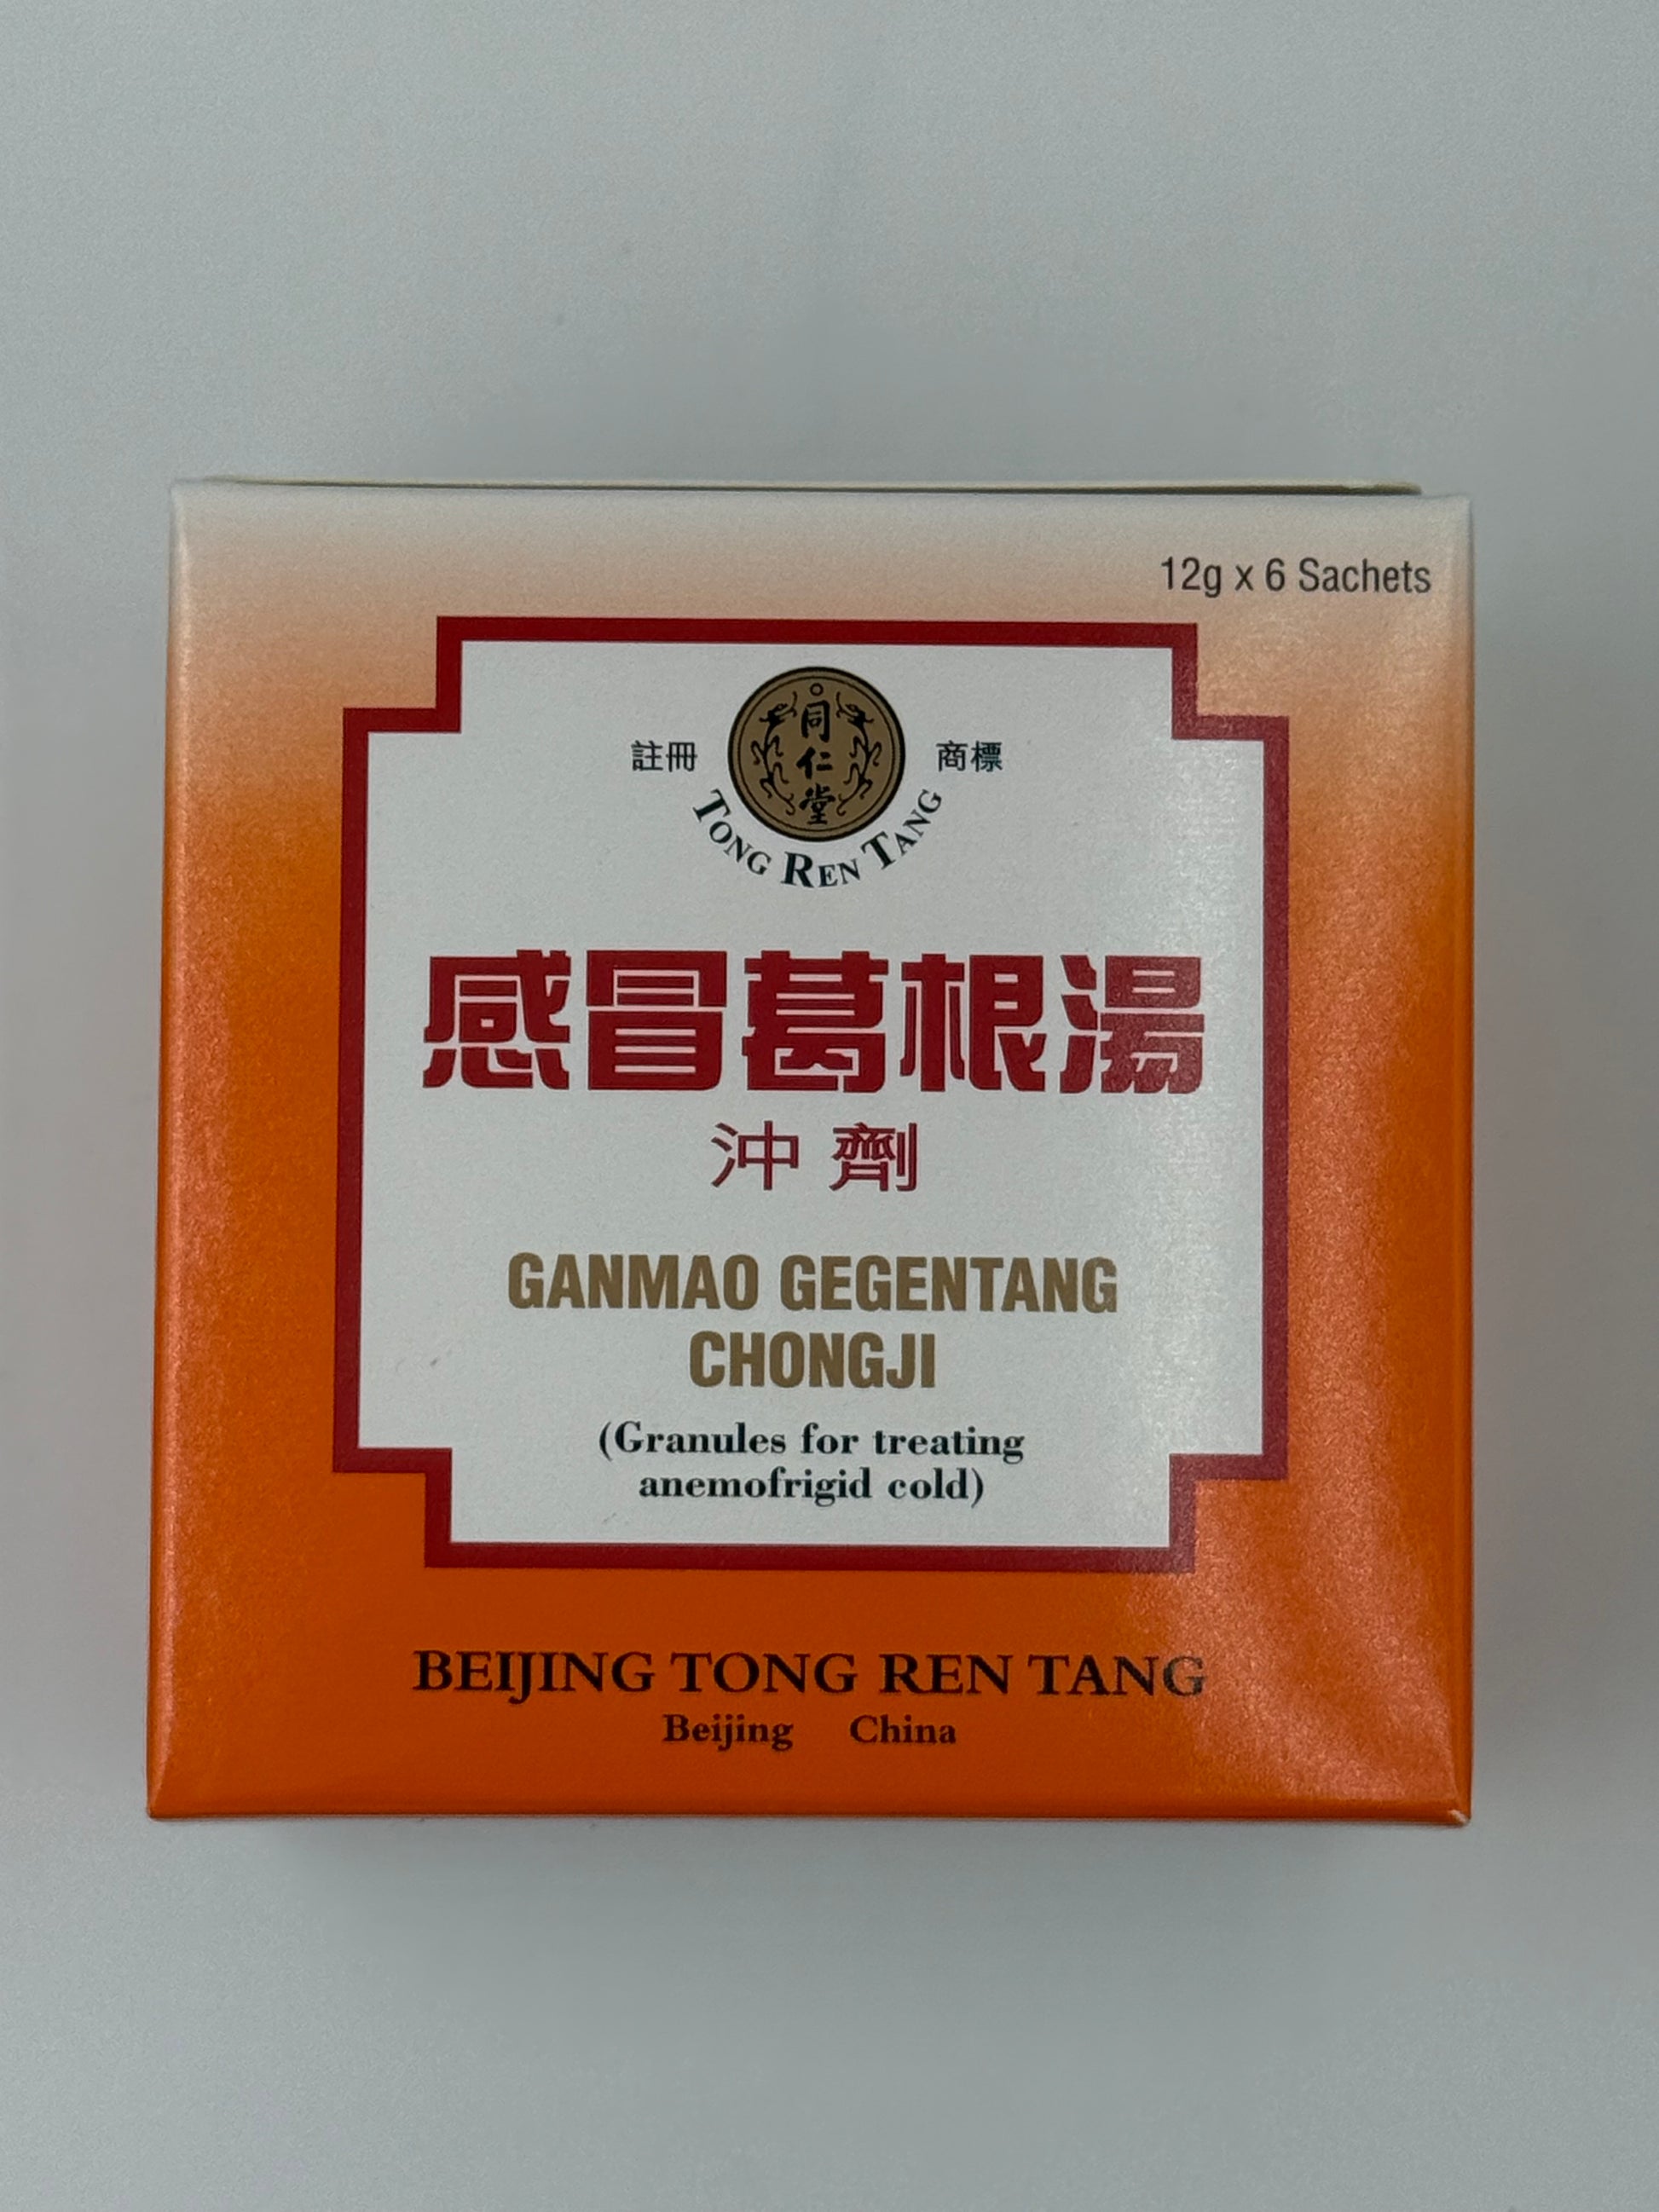 12g x 6 Sachets
同仁堂
註冊 商標
TONG REN TANG
感冒葛根湯
沖劑
GANMAO GEGENTANG
CHONGJI
(Granules for treating
anemofrigid cold)
BEIJING TONG REN TANG
Beijing China